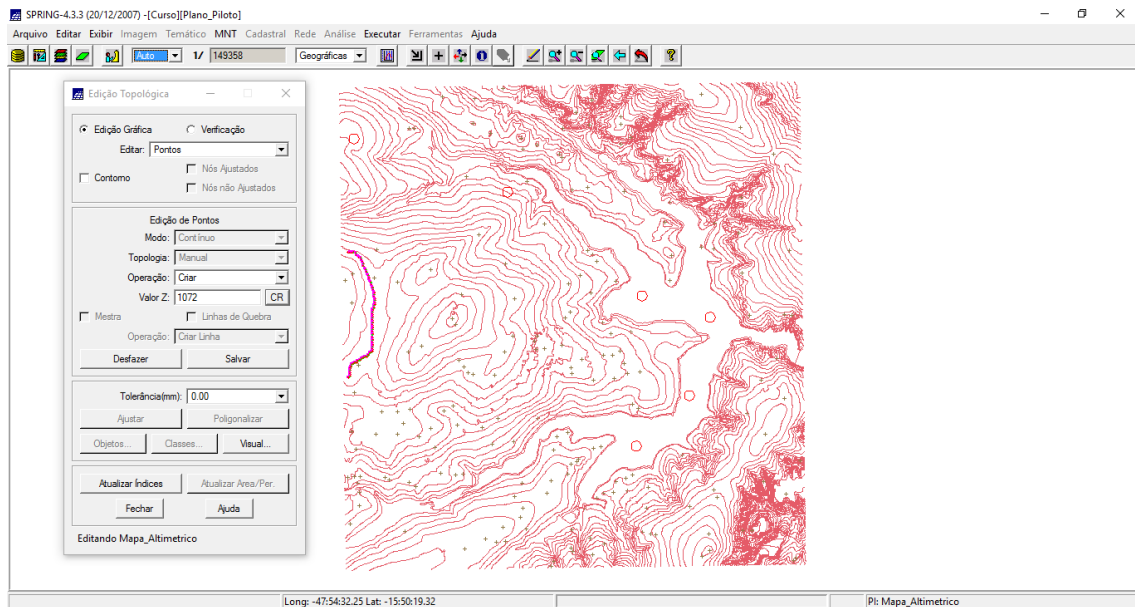 SPRING-4.3.3 (20/12/2007) -[Curso][Plano_Piloto]
Arquivo Editar Exibir Imagem Temático MNT Cadastral Rede Análise Executar Ferramentas Ajuda
Auto 1/ 149358 Geográficas
Edição Topológica
Edição Gráfica Verificação
Editar: Pontos
Contorno
Nós Ajustados
Nós não Ajustados
Edição de Pontos
Modo: Contínuo
Topologia: Manual
Operação: Criar
Valor Z: 1072 CR
Mestra Linhas de Quebra
Operação: Criar Linha
Desfazer Salvar
Tolerância(mm): 0.00
Ajustar Poligonalizar
Objetos... Classes... Visual...
Atualizar Índices Atualizar Area/Per.
Fechar Ajuda
Editando Mapa_Altimetrico
Long: -47:54:32.25 Lat: -15:50:19.32 PI: Mapa_Altimetrico